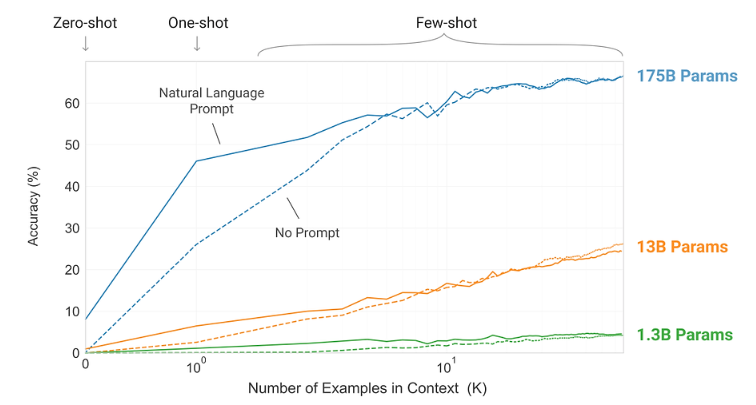 Zero-shot One-shot Few-shot
175B Params
Natural Language
Prompt
No Prompt
13B Params
1.3B Params
Accuracy (%)
60
50
40
30
20
10
0
0 10⁰ 10¹
Number of Examples in Context (K)